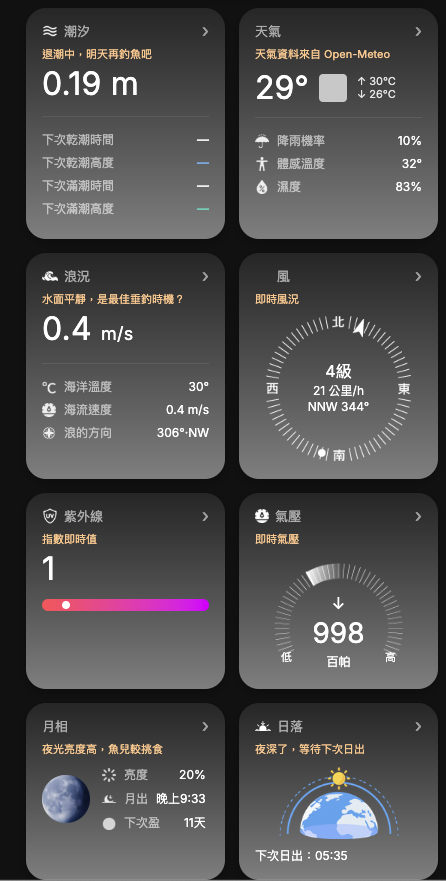 潮汐
退潮中，明天再釣魚吧
0.19 m
下次乾潮時間 —
下次乾潮高度 —
下次滿潮時間 —
下次滿潮高度 —
天氣
天氣資料來自 Open-Meteo
29° ↑ 30°C
↓ 26°C
降雨機率 10%
體感溫度 32°
濕度 83%
浪況
水面平靜，是最佳垂釣時機？
0.4 m/s
°C 海洋溫度 30°
海流速度 0.4 m/s
浪的方向 306°·NW
風
即時風況
北
4級
西 21 公里/h 東
NNW 344°
南
UV 紫外線
指數即時值
1
氣壓
即時氣壓
↓
998
低 百帕 高
月相
夜光亮度高，魚兒較挑食
亮度 20%
月出 晚上9:33
下次盈 11天
日落
夜深了，等待下次日出
下次日出：05:35